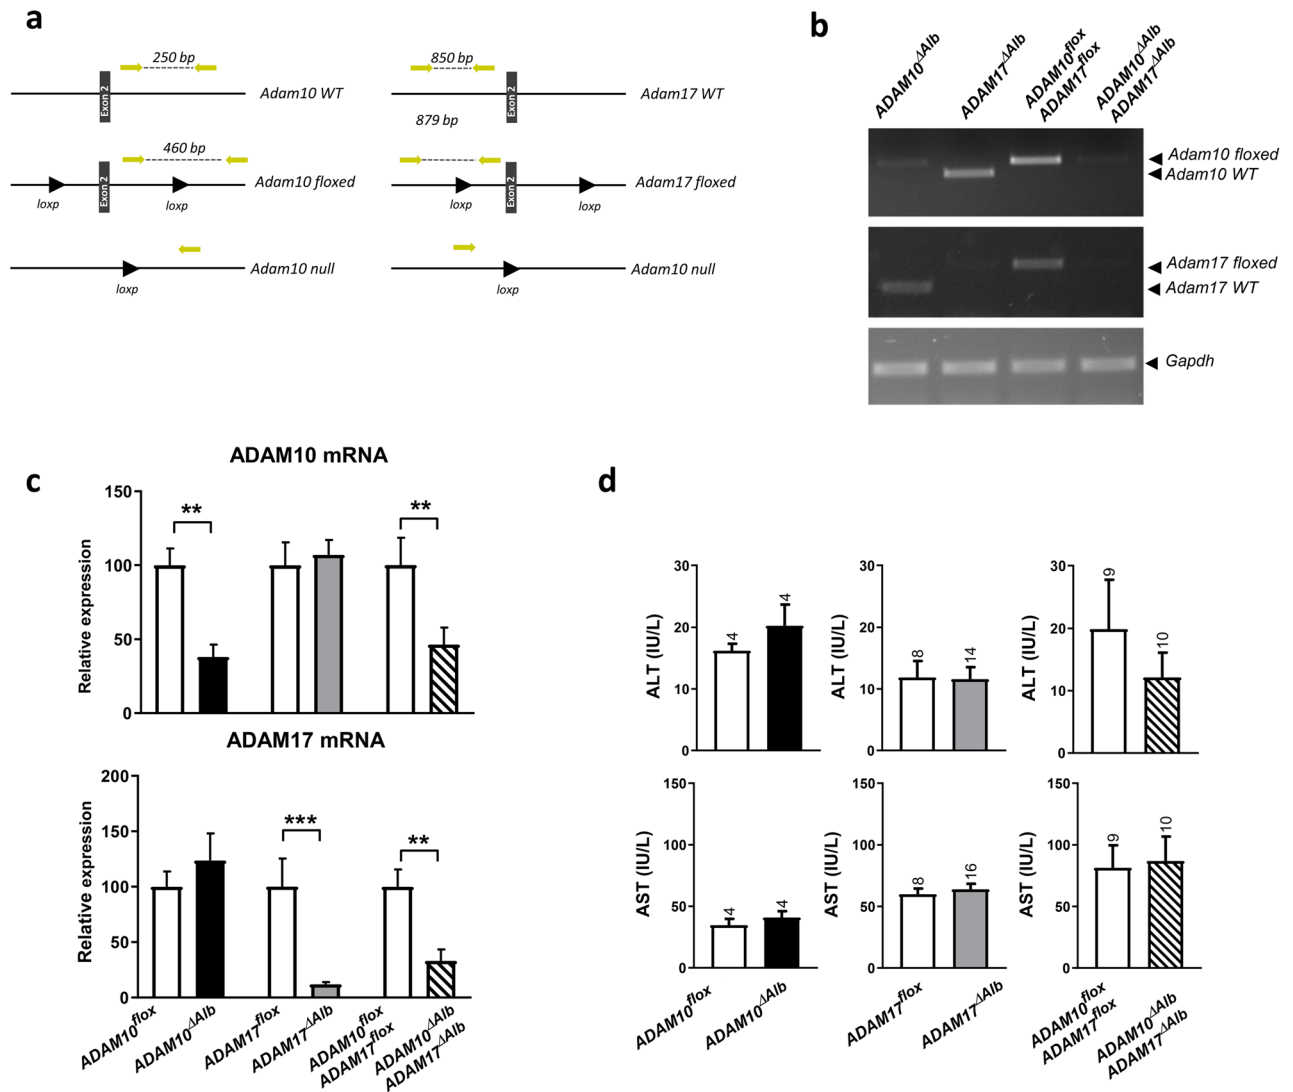 a
250 bp
Exon 2
Adam10 WT
850 bp
Exon 2
Adam17 WT
879 bp
460 bp
Exon 2
Adam10 floxed
loxp
loxp
Exon 2
Adam17 floxed
loxp
loxp
Adam10 null
loxp
Adam10 null
loxp
b
ADAM10ΔAlb
ADAM17ΔAlb
ADAM10flox
ADAM17flox
ADAM10ΔAlb
ADAM17ΔAlb
Adam10 floxed
Adam10 WT
Adam17 floxed
Adam17 WT
Gapdh
c
ADAM10 mRNA
Relative expression
150
100
50
0
**
**
ADAM17 mRNA
Relative expression
200
150
100
50
0
***
**
ADAM10flox
ADAM10ΔAlb
ADAM17flox
ADAM17ΔAlb
ADAM10flox
ADAM17flox
ADAM10ΔAlb
ADAM17ΔAlb
d
ALT (IU/L)
30
20
10
0
4
4
ALT (IU/L)
30
20
10
0
8
14
ALT (IU/L)
30
20
10
0
9
10
AST (IU/L)
150
100
50
0
4
4
AST (IU/L)
150
100
50
0
8
16
AST (IU/L)
150
100
50
0
9
10
ADAM10flox
ADAM10ΔAlb
ADAM17flox
ADAM17ΔAlb
ADAM10flox
ADAM17flox
ADAM10ΔAlb
ADAM17ΔAlb